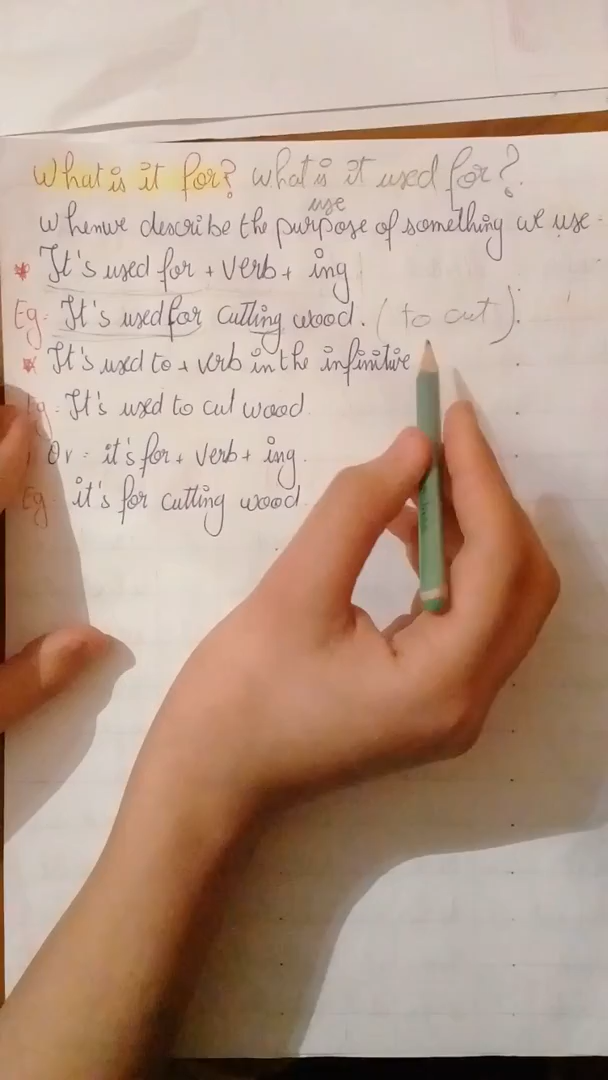 What is it for? What is it used for?
use
Whenwe describe the purpose of something we use:
* It's used for + verb + ing
Eg: It's used for cutting wood. (to cut).
* It's used to + verb in the infinitive
Eg: It's used to cut wood.
Or = it's for + verb + ing.
Eg: it's for cutting wood.